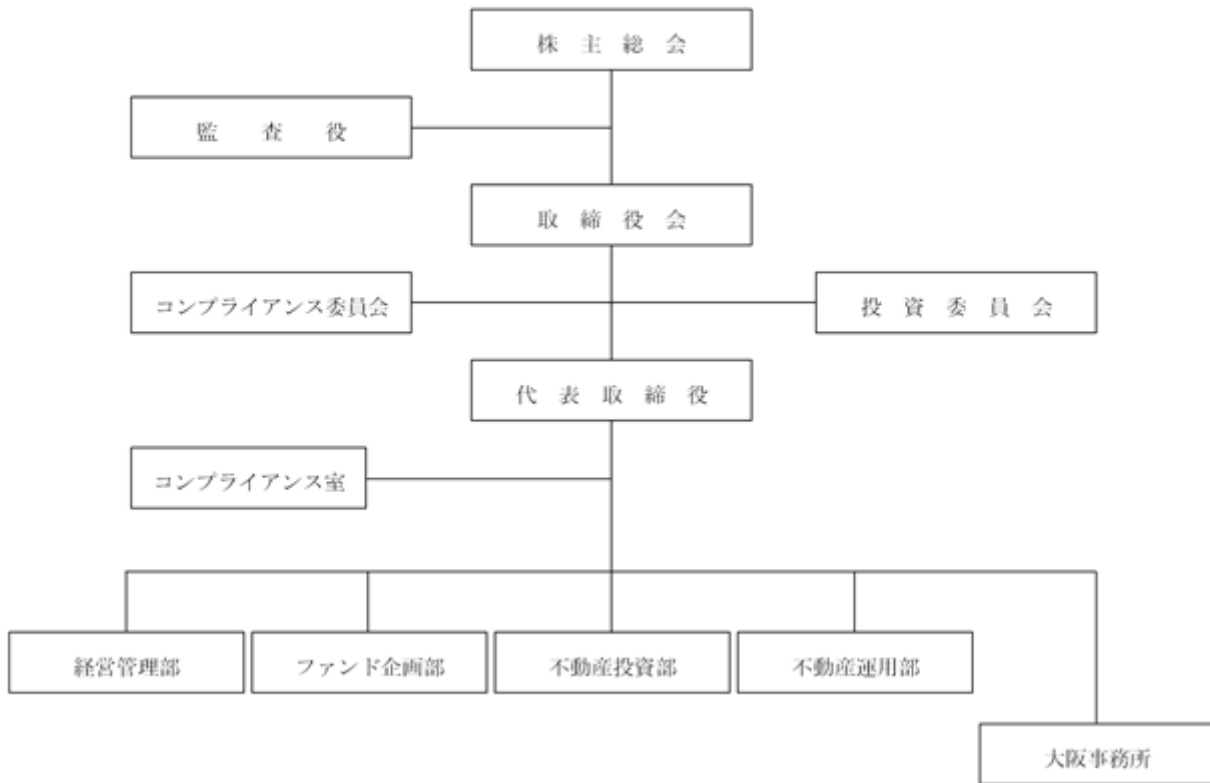 株主総会
監査役
取締役会
コンプライアンス委員会
投資委員会
代表取締役
コンプライアンス室
経営管理部
ファンド企画部
不動産投資部
不動産運用部
大阪事務所